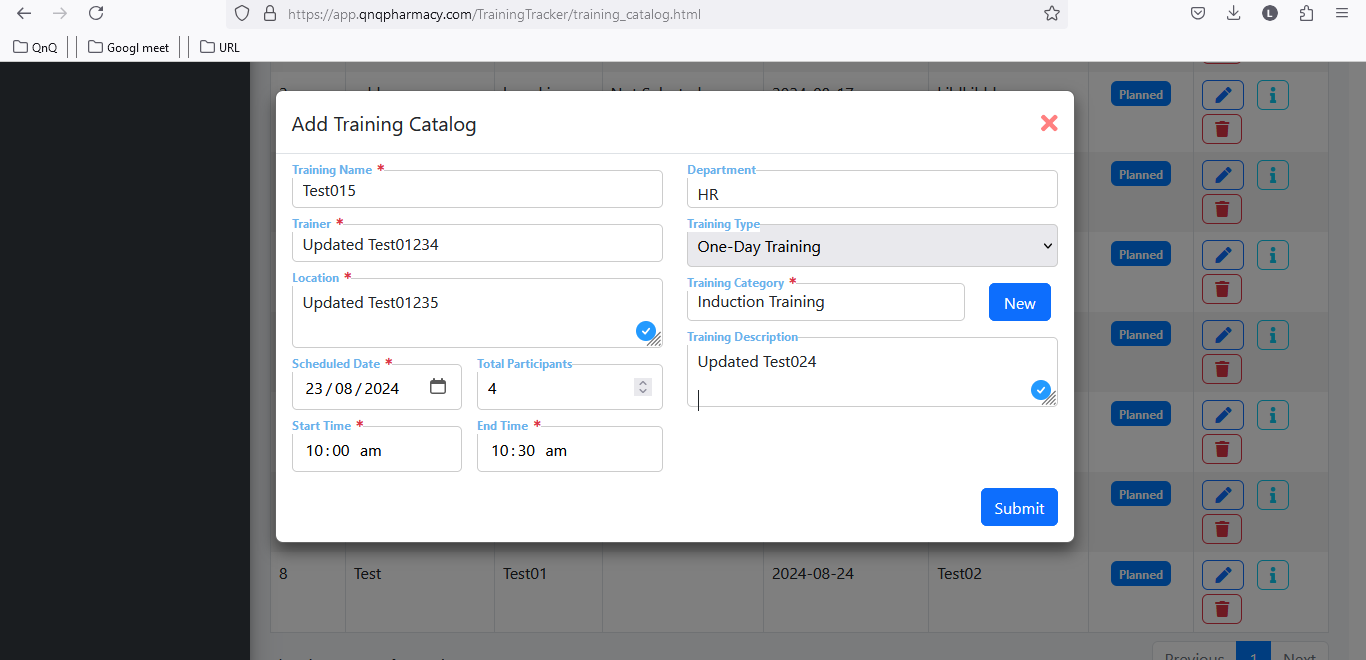 https://app.qnqpharmacy.com/TrainingTracker/training_catalog.html
L
QnQ
Googl meet
URL
Planned
Add Training Catalog
Training Name *
Test015
Department
HR
Planned
Trainer *
Updated Test01234
Training Type
One-Day Training
Planned
Location *
Updated Test01235
Training Category *
Induction Training
New
Training Description
Updated Test024
Planned
Scheduled Date *
23/08/2024
Total Participants
4
Planned
Start Time *
10:00 am
End Time *
10:30 am
Planned
Submit
8 Test Test01 2024-08-24 Test02 Planned
Previous 1 Next